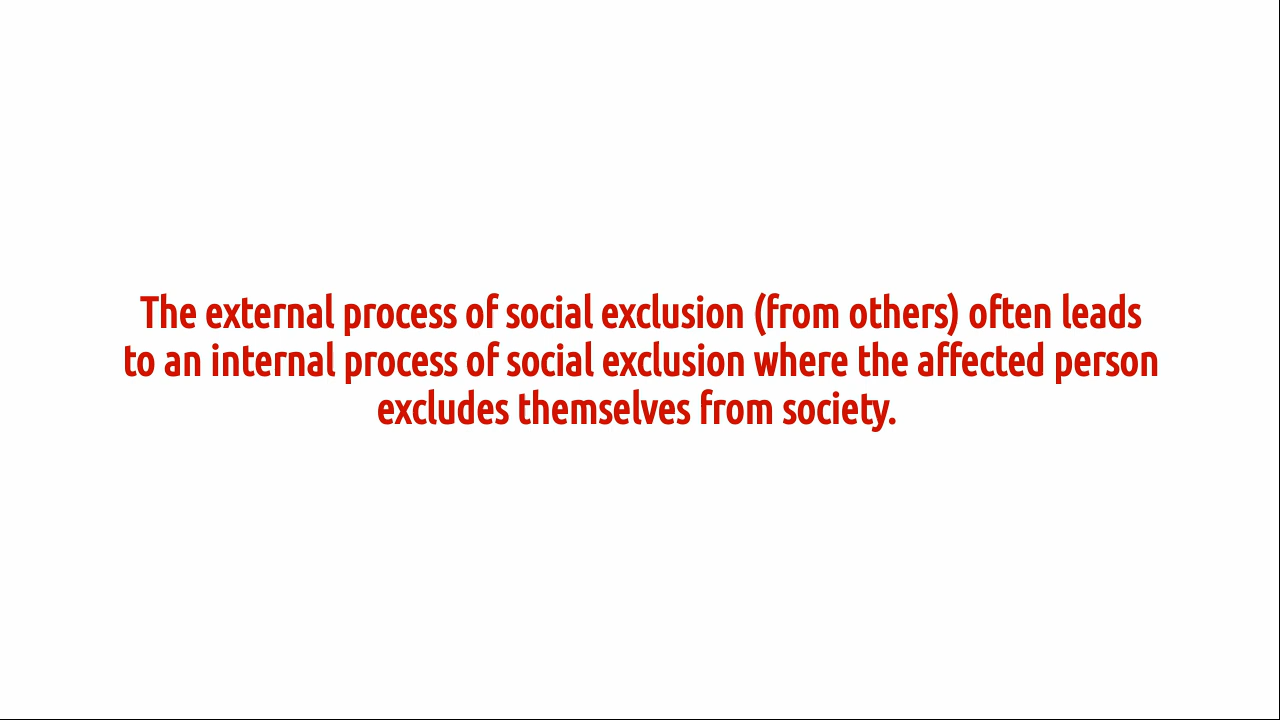 The external process of social exclusion (from others) often leads
to an internal process of social exclusion where the affected person
excludes themselves from society.